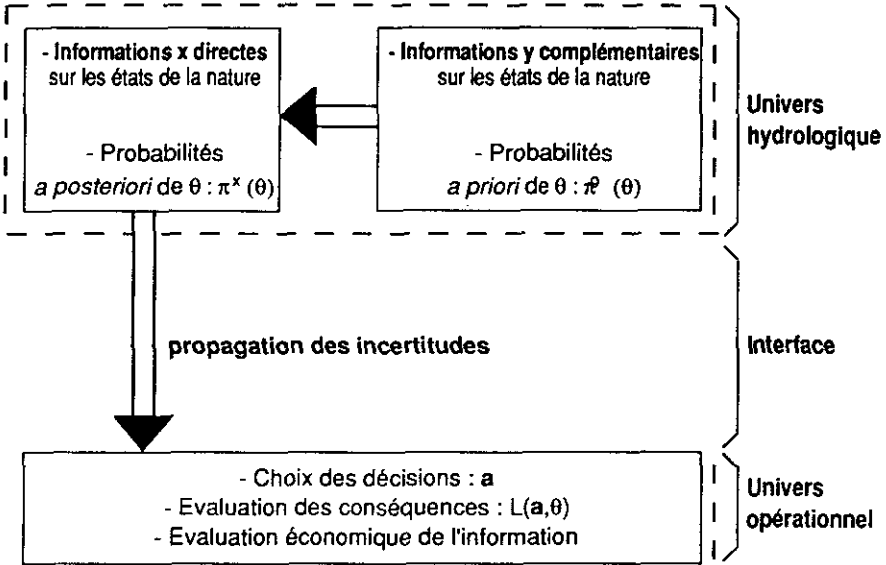 - Informations x directes
sur les états de la nature
- Probabilités
a posteriori de θ : πˣ (θ)
- Informations y complémentaires
sur les états de la nature
- Probabilités
a priori de θ : π⁰ (θ)
Univers
hydrologique
propagation des incertitudes
Interface
- Choix des décisions : a
- Evaluation des conséquences : L(a,θ)
- Evaluation économique de l'information
Univers
opérationnel